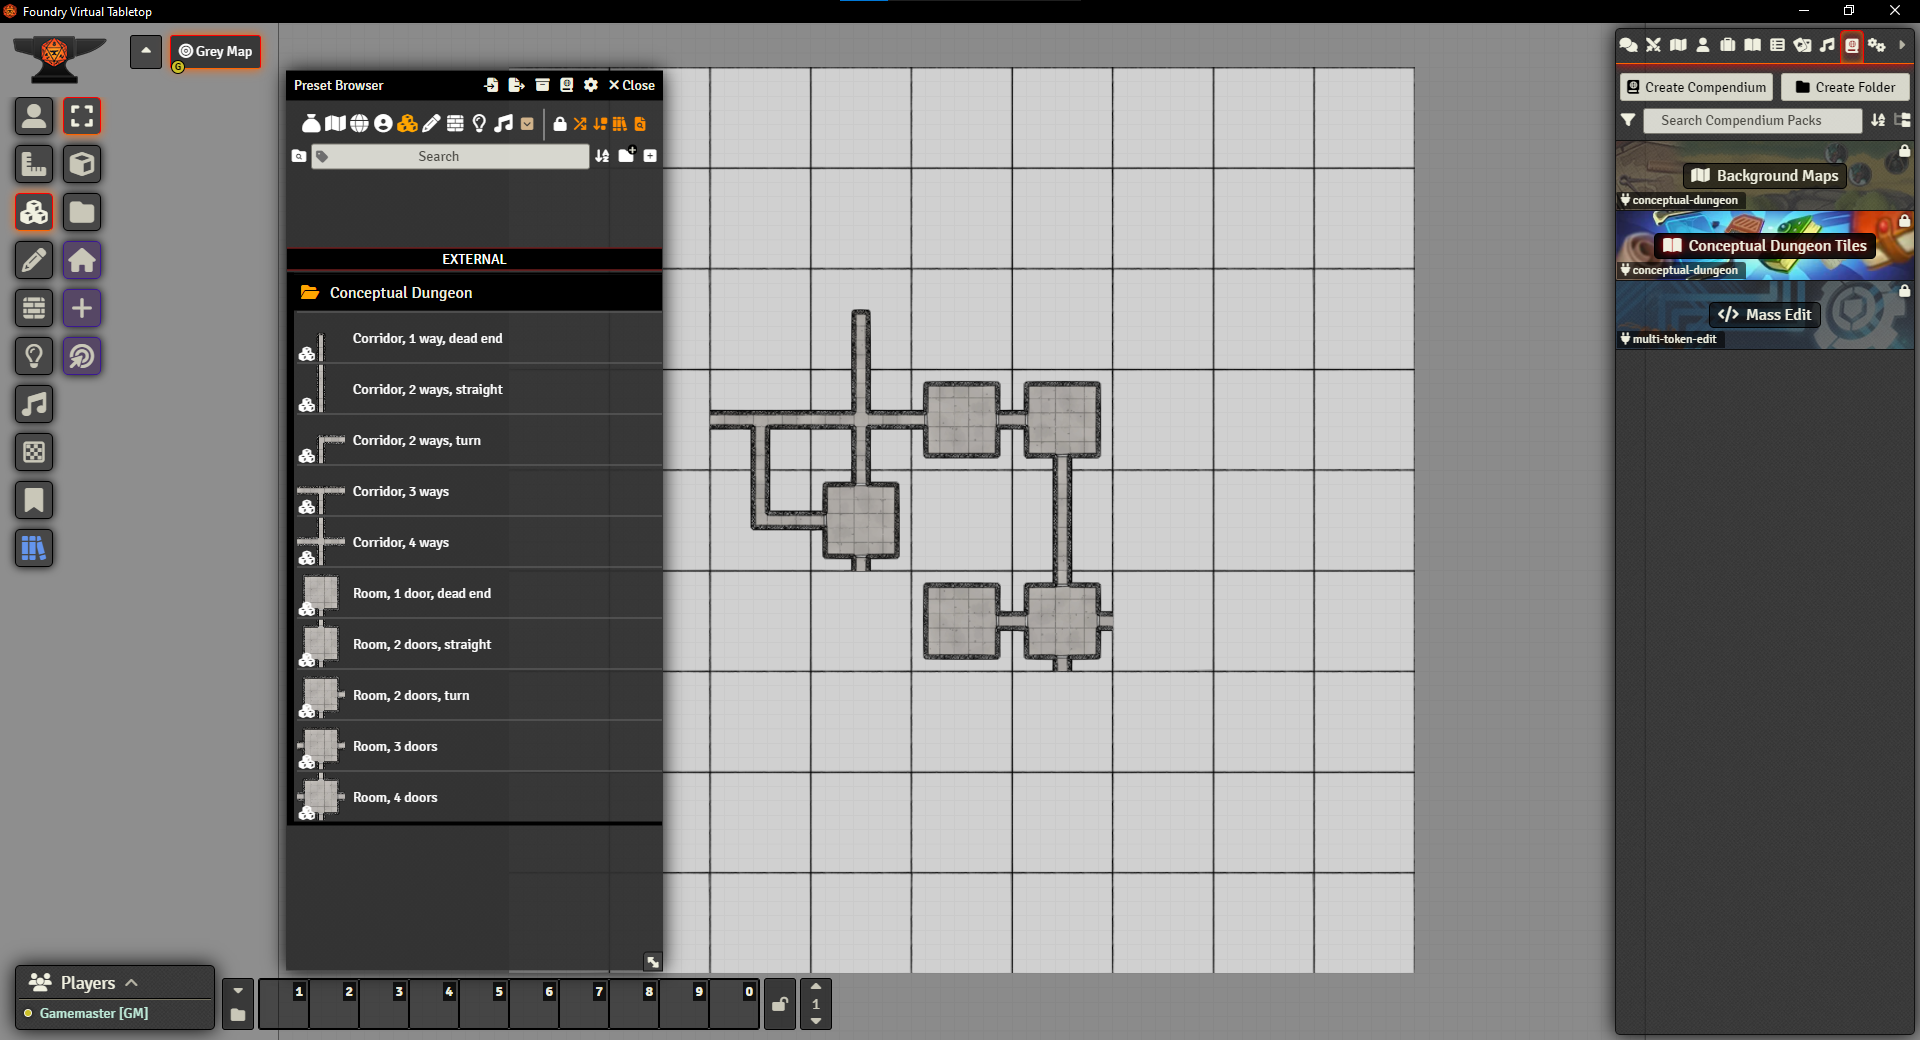 Foundry Virtual Tabletop
Grey Map
G
Preset Browser
Close
Search
EXTERNAL
Conceptual Dungeon
Corridor, 1 way, dead end
Corridor, 2 ways, straight
Corridor, 2 ways, turn
Corridor, 3 ways
Corridor, 4 ways
Room, 1 door, dead end
Room, 2 doors, straight
Room, 2 doors, turn
Room, 3 doors
Room, 4 doors
Create Compendium
Create Folder
Search Compendium Packs
Background Maps
conceptual-dungeon
Conceptual Dungeon Tiles
conceptual-dungeon
Mass Edit
multi-token-edit
Players
Gamemaster [GM]
1 2 3 4 5 6 7 8 9 0
1